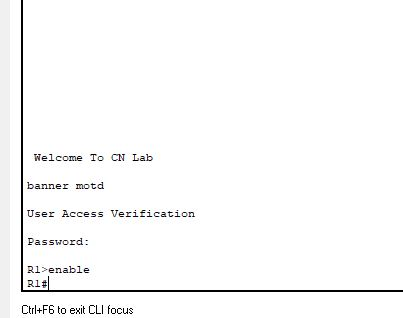 Welcome To CN Lab
banner motd
User Access Verification
Password:
R1>enable
R1#
Ctrl+F6 to exit CLI focus